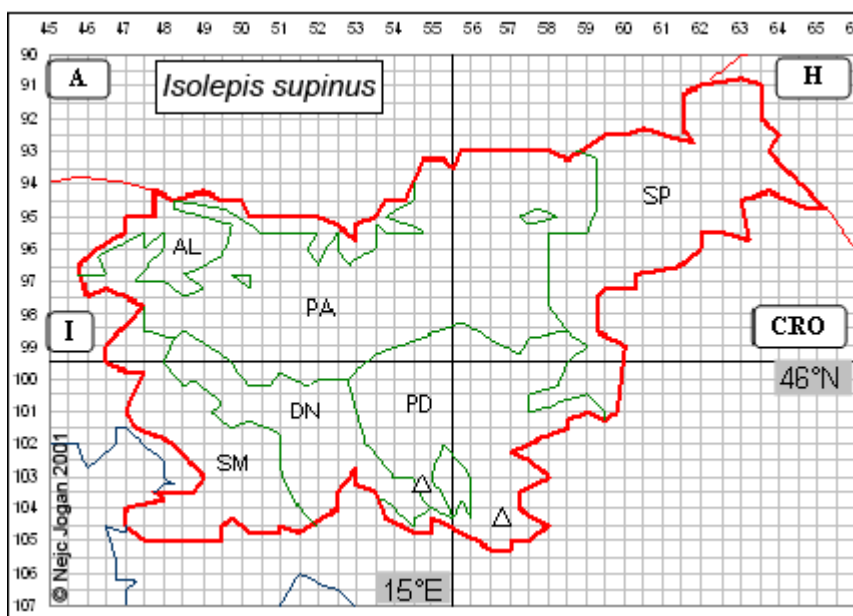 45 46 47 48 49 50 51 52 53 54 55 56 57 58 59 60 61 62 63 64 65 6
90
91
92
93
94
95
96
97
98
99
100
101
102
103
104
105
106
107
A
Isolepis supinus
H
SP
AL
PA
I
CRO
46°N
DN
PD
SM
15°E
© Nejc Jogan 2001